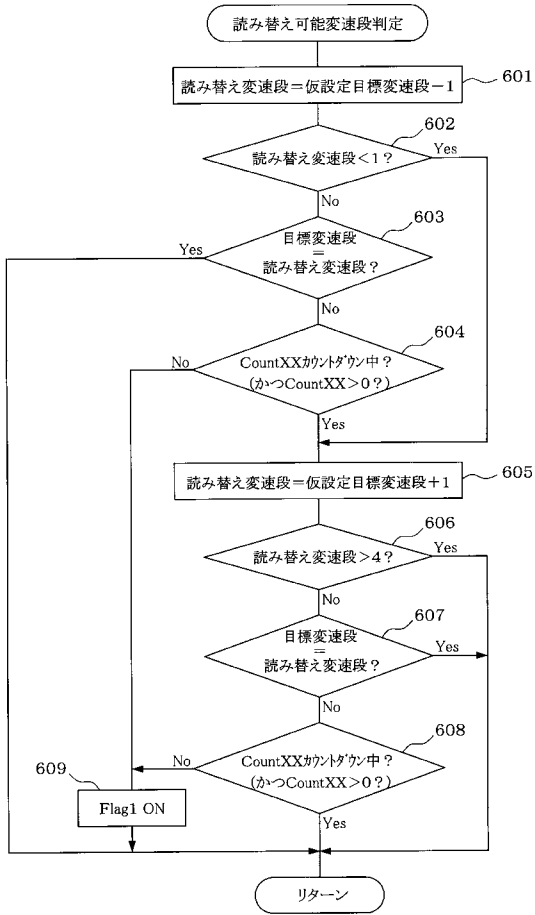 読み替え可能変速段判定
読み替え変速段=仮設定目標変速段−1
601
602
読み替え変速段<1?
Yes
No
603
目標変速段
=
読み替え変速段?
Yes
No
604
CountXXカウントダウン中?
(かつCountXX>0?)
No
Yes
読み替え変速段=仮設定目標変速段+1
605
606
読み替え変速段>4?
Yes
No
607
目標変速段
=
読み替え変速段?
Yes
No
608
CountXXカウントダウン中?
(かつCountXX>0?)
No
Yes
609
Flag1 ON
リターン